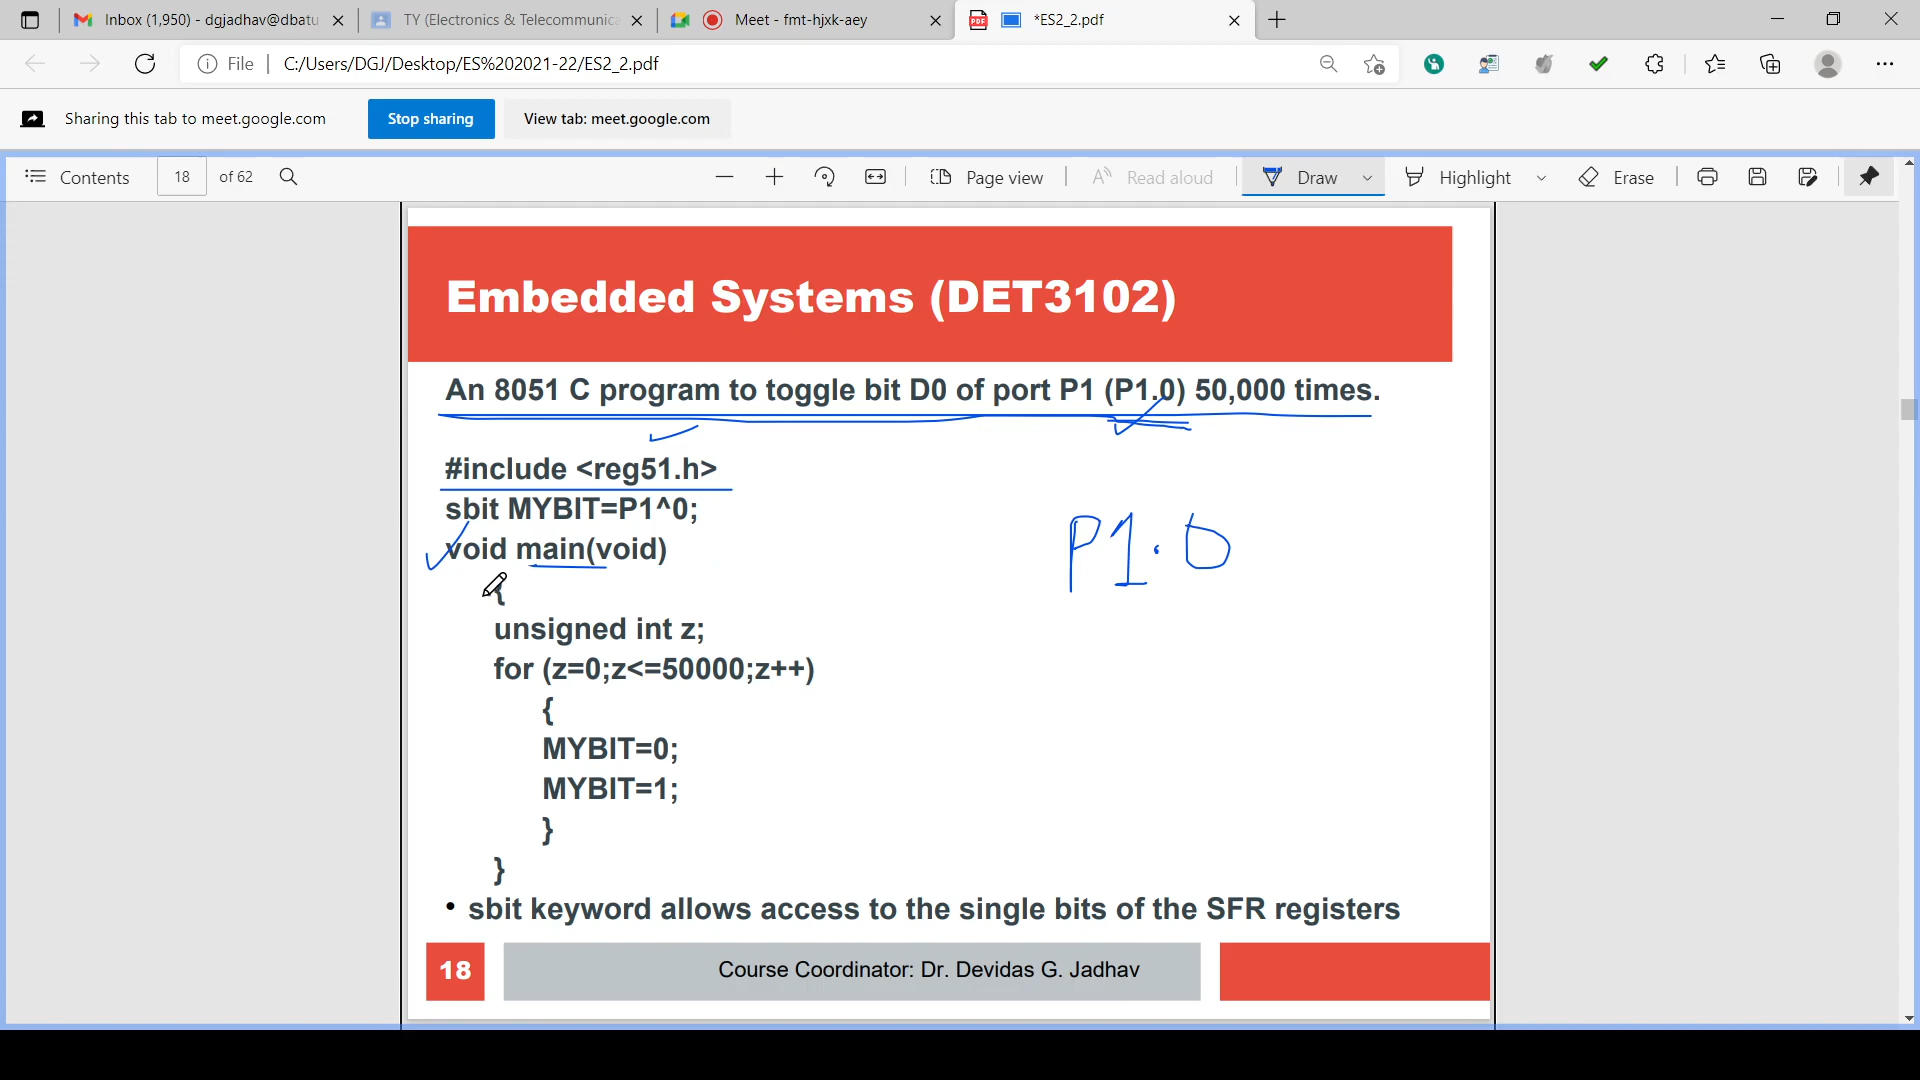 Inbox (1,950) - dgjadhav@dbatu
TY (Electronics & Telecommunica
Meet - fmt-hjxk-aey
*ES2_2.pdf
File
C:/Users/DGJ/Desktop/ES%202021-22/ES2_2.pdf
Sharing this tab to meet.google.com
Stop sharing
View tab: meet.google.com
Contents
18
of 62
Page view
Read aloud
Draw
Highlight
Erase
Embedded Systems (DET3102)
An 8051 C program to toggle bit D0 of port P1 (P1.0) 50,000 times.
#include <reg51.h>
sbit MYBIT=P1^0;
void main(void)
P1.0
{
unsigned int z;
for (z=0;z<=50000;z++)
{
MYBIT=0;
MYBIT=1;
}
}
• sbit keyword allows access to the single bits of the SFR registers
18
Course Coordinator: Dr. Devidas G. Jadhav